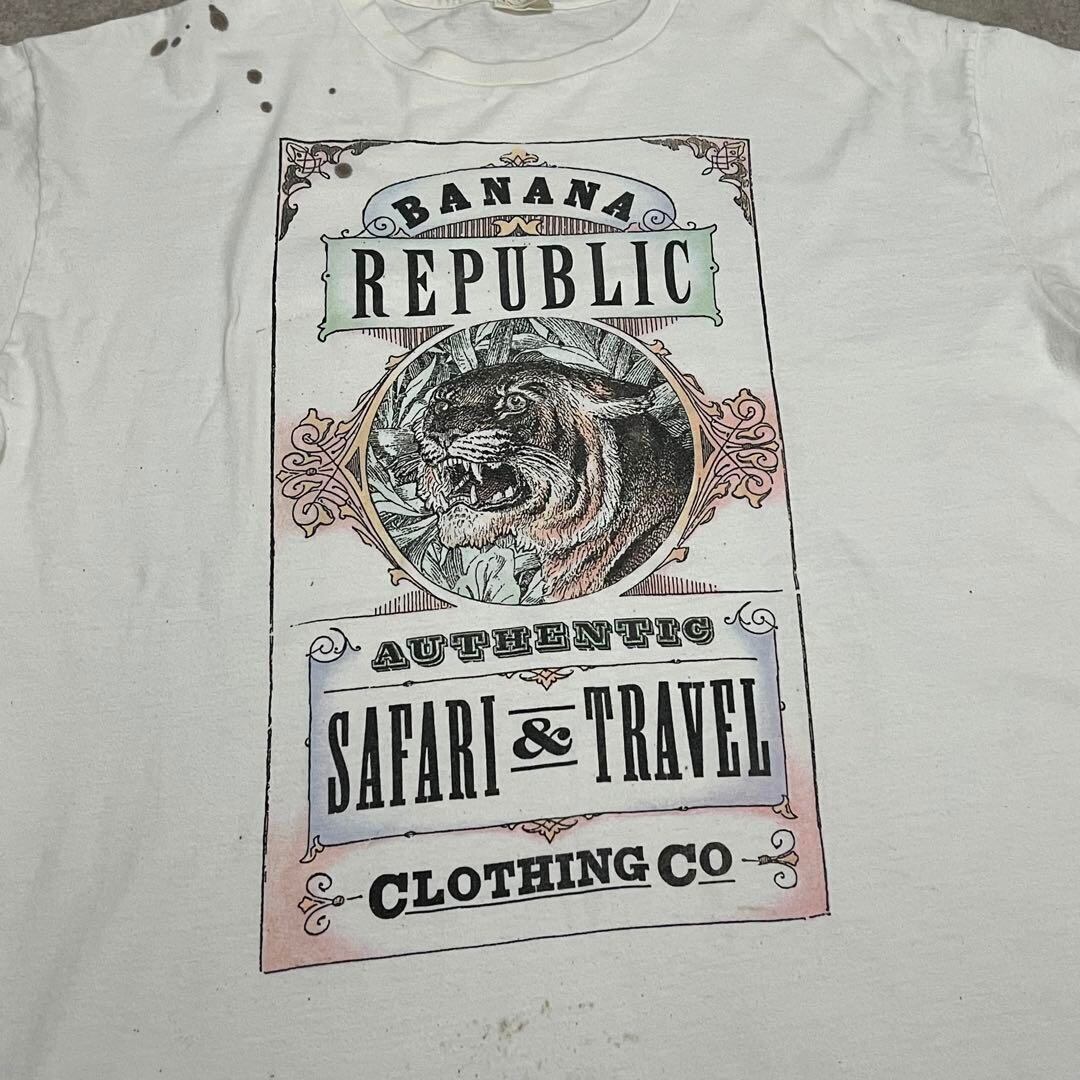 BANANA
REPUBLIC
AUTHENTIC
SAFARI & TRAVEL
CLOTHING CO